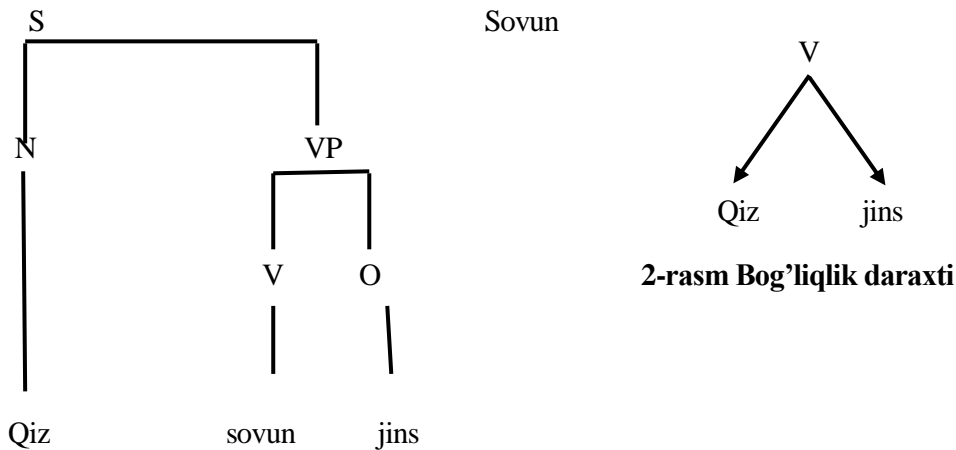 S
Sovun
V
N
VP
Qiz
jins
V
O
2-rasm Bog’liqlik daraxti
Qiz
sovun
jins